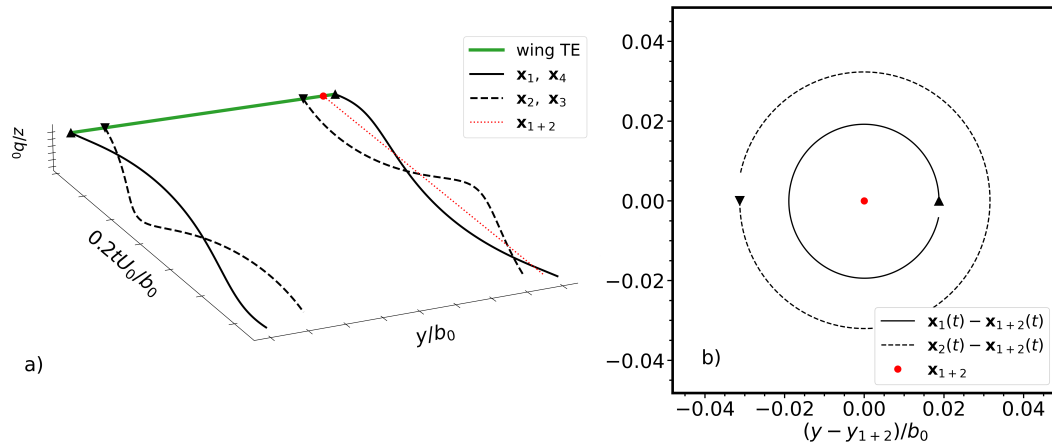 wing TE
x₁, x₄
x₂, x₃
x₁₊₂
z/b₀
0.2tU₀/b₀
y/b₀
a)
0.04
0.02
0.00
−0.02
−0.04
b)
x₁(t) − x₁₊₂(t)
x₂(t) − x₁₊₂(t)
x₁₊₂
−0.04 −0.02 0.00 0.02 0.04
(y − y₁₊₂)/b₀